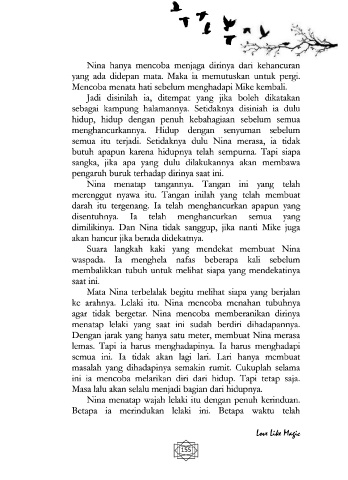 Nina hanya mencoba menjaga dirinya dari kehancuran
yang ada didepan mata. Maka ia memutuskan untuk pergi.
Mencoba menata hati sebelum menghadapi Mike kembali.
Jadi disinilah ia, ditempat yang jika boleh dikatakan
sebagai kampung halamannya. Setidaknya disiniah ia dulu
hidup, hidup dengan penuh kebahagiaan sebelum semua
menghancurkannya. Hidup dengan senyuman sebelum
semua itu terjadi. Setidaknya dulu Nina merasa, ia tidak
butuh apapun karena hidupnya telah sempurna. Tapi siapa
sangka, jika apa yang dulu dilakukannya akan membawa
pengaruh buruk terhadap dirinya saat ini.
Nina menatap tangannya. Tangan ini yang telah
merenggut nyawa itu. Tangan inilah yang telah membuat
darah itu tergenang. Ia telah menghancurkan apapun yang
disentuhnya. Ia telah menghancurkan semua yang
dimilikinya. Dan Nina tidak sanggup, jika nanti Mike juga
akan hancur jika berada didekatnya.
Suara langkah kaki yang mendekat membuat Nina
waspada. Ia menghela nafas beberapa kali sebelum
membalikkan tubuh untuk melihat siapa yang mendekatinya
saat ini.
Mata Nina terbelalak begitu melihat siapa yang berjalan
ke arahnya. Lelaki itu. Nina mencoba menahan tubuhnya
agar tidak bergetar. Nina mencoba memberanikan dirinya
menatap lelaki yang saat ini sudah berdiri dihadapannya.
Dengan jarak yang hanya satu meter, membuat Nina merasa
lemas. Tapi ia harus menghadapinya. Ia harus menghadapi
semua ini. Ia tidak akan lagi lari. Lari hanya membuat
masalah yang dihadapinya semakin rumit. Cukuplah selama
ini ia mencoba melarikan diri dari hidup. Tapi tetap saja.
Masa lalu akan selalu menjadi bagian dari hidupnya.
Nina menatap wajah lelaki itu dengan penuh kerinduan.
Betapa ia merindukan lelaki ini. Betapa waktu telah
Love Like Magic
155